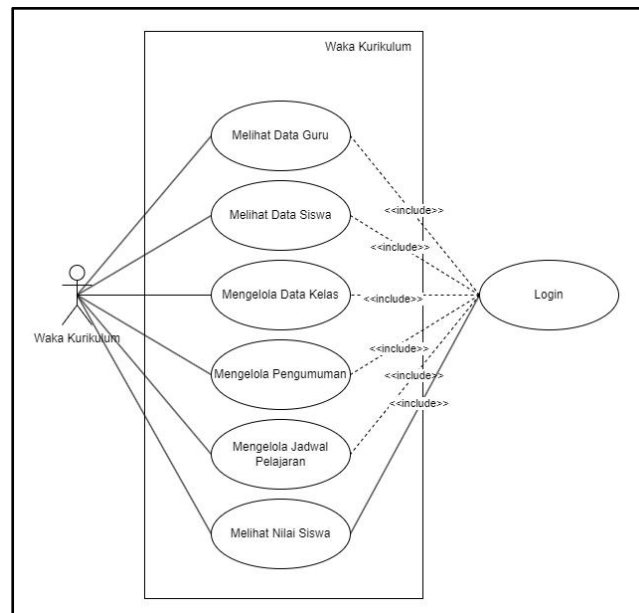 Waka Kurikulum
Melihat Data Guru
<<include>>
Melihat Data Siswa
<<include>>
Waka Kurikulum
Mengelola Data Kelas
<<include>>
Login
Mengelola Pengumuman
<<include>>
<<include>>
Mengelola Jadwal
Pelajaran
<<include>>
Melihat Nilai Siswa